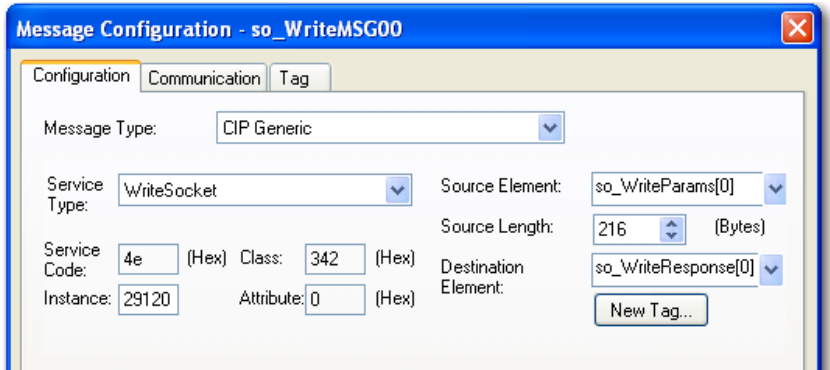 Message Configuration - so_WriteMSG00
Configuration Communication Tag
Message Type: CIP Generic
Service Type: WriteSocket
Source Element: so_WriteParams[0]
Source Length: 216 (Bytes)
Service Code: 4e (Hex) Class: 342 (Hex)
Destination Element: so_WriteResponse[0]
Instance: 29120 Attribute: 0 (Hex)
New Tag...